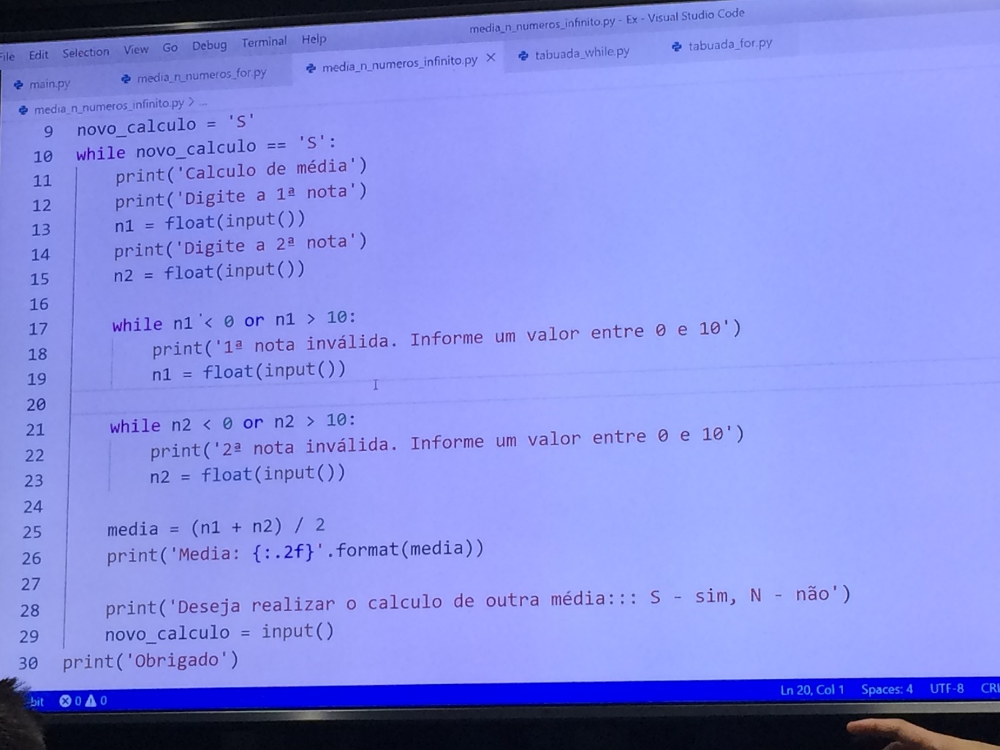 media_n_numeros_infinito.py - Ex - Visual Studio Code
File Edit Selection View Go Debug Terminal Help
main.py media_n_numeros_for.py media_n_numeros_infinito.py × tabuada_while.py tabuada_for.py
media_n_numeros_infinito.py > ...
9 novo_calculo = 'S'
10 while novo_calculo == 'S':
11 print('Calculo de média')
12 print('Digite a 1ª nota')
13 n1 = float(input())
14 print('Digite a 2ª nota')
15 n2 = float(input())
16
17 while n1 < 0 or n1 > 10:
18 print('1ª nota inválida. Informe um valor entre 0 e 10')
19 n1 = float(input())
20
21 while n2 < 0 or n2 > 10:
22 print('2ª nota inválida. Informe um valor entre 0 e 10')
23 n2 = float(input())
24
25 media = (n1 + n2) / 2
26 print('Media: {:.2f}'.format(media))
27
28 print('Deseja realizar o calculo de outra média::: S - sim, N - não')
29 novo_calculo = input()
30 print('Obrigado')
-bit 0 0 Ln 20, Col 1 Spaces: 4 UTF-8 CRL